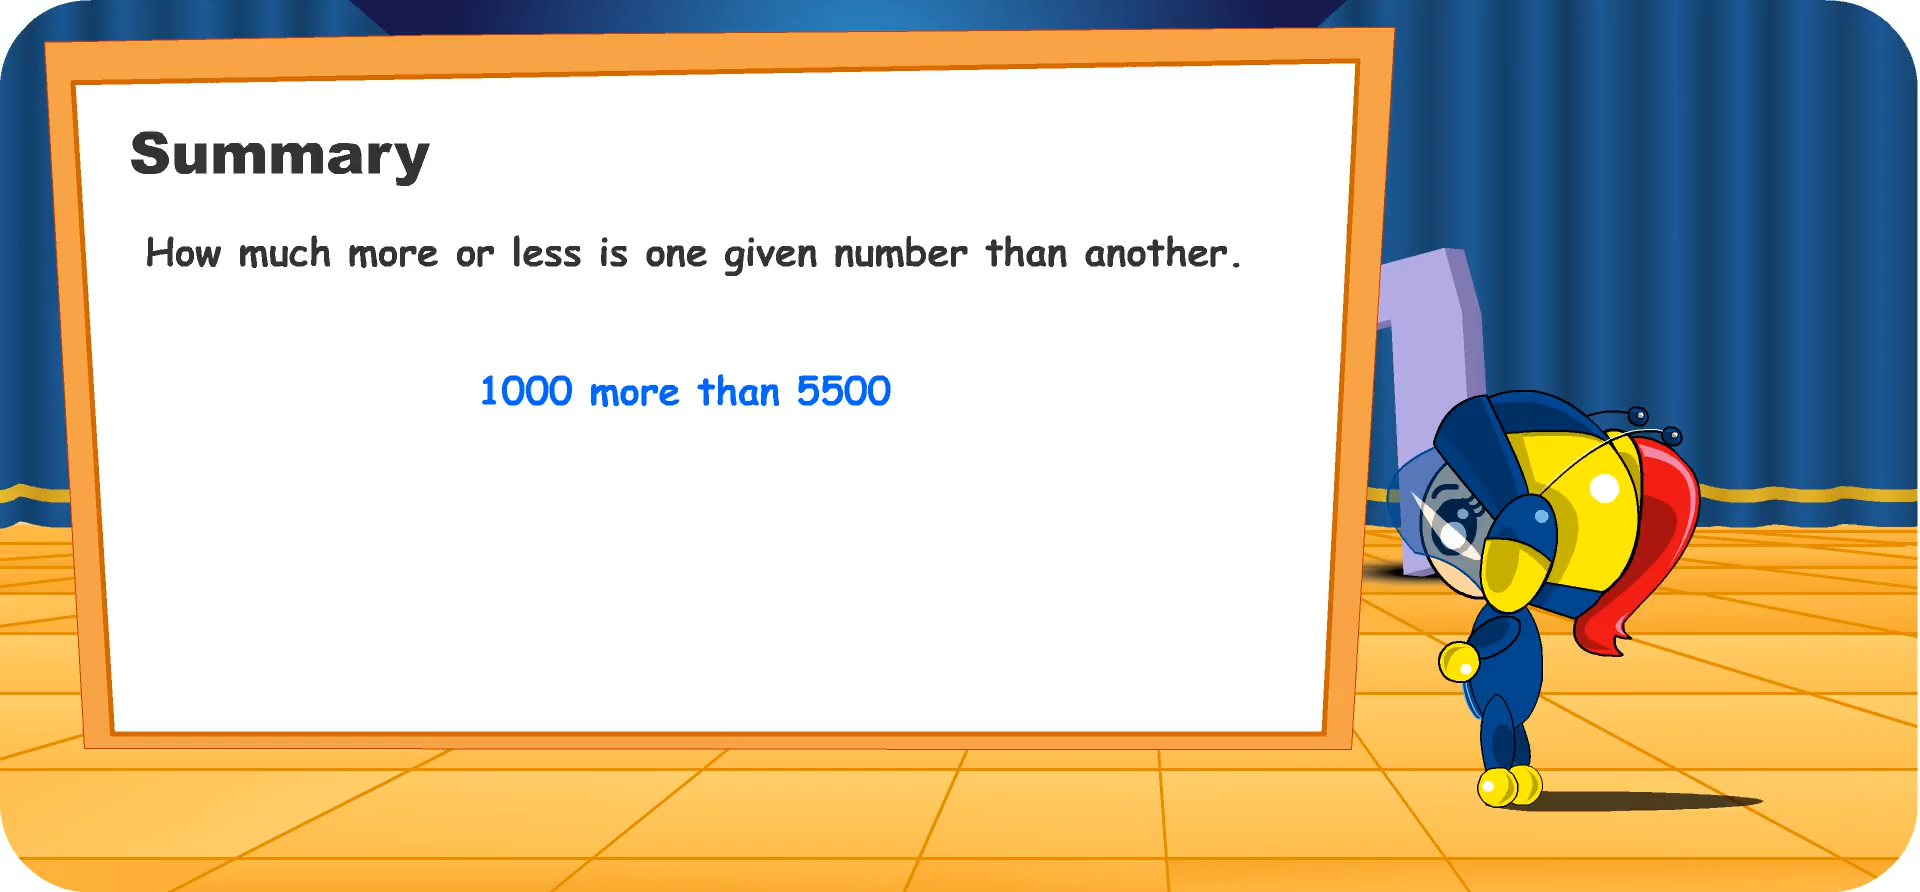 Summary
How much more or less is one given number than another.
1000 more than 5500